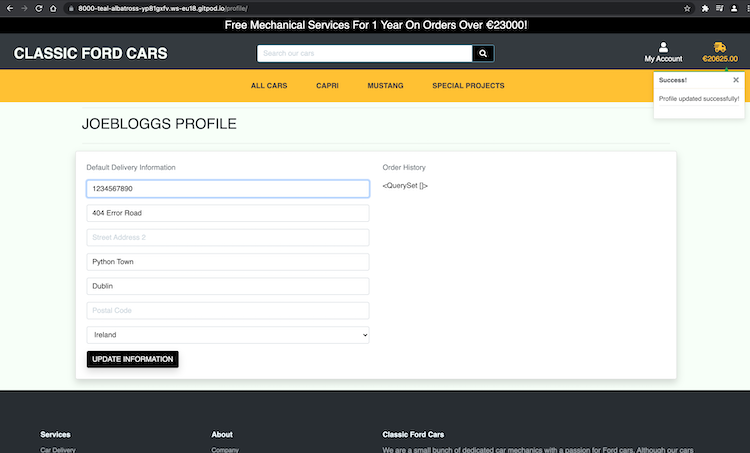 8000-teal-albatross-yp81gxfv.ws-eu18.gitpod.io/profile/
Free Mechanical Services For 1 Year On Orders Over €23000!
CLASSIC FORD CARS
Search our cars
My Account
€20625.00
ALL CARS
CAPRI
MUSTANG
SPECIAL PROJECTS
Success!
Profile updated successfully!
JOEBLOGGS PROFILE
Default Delivery Information
1234567890
404 Error Road
Street Address 2
Python Town
Dublin
Postal Code
Ireland
UPDATE INFORMATION
Order History
<QuerySet []>
Services
Car Delivery
About
Company
Classic Ford Cars
We are a small bunch of dedicated car mechanics with a passion for Ford cars. Although our cars